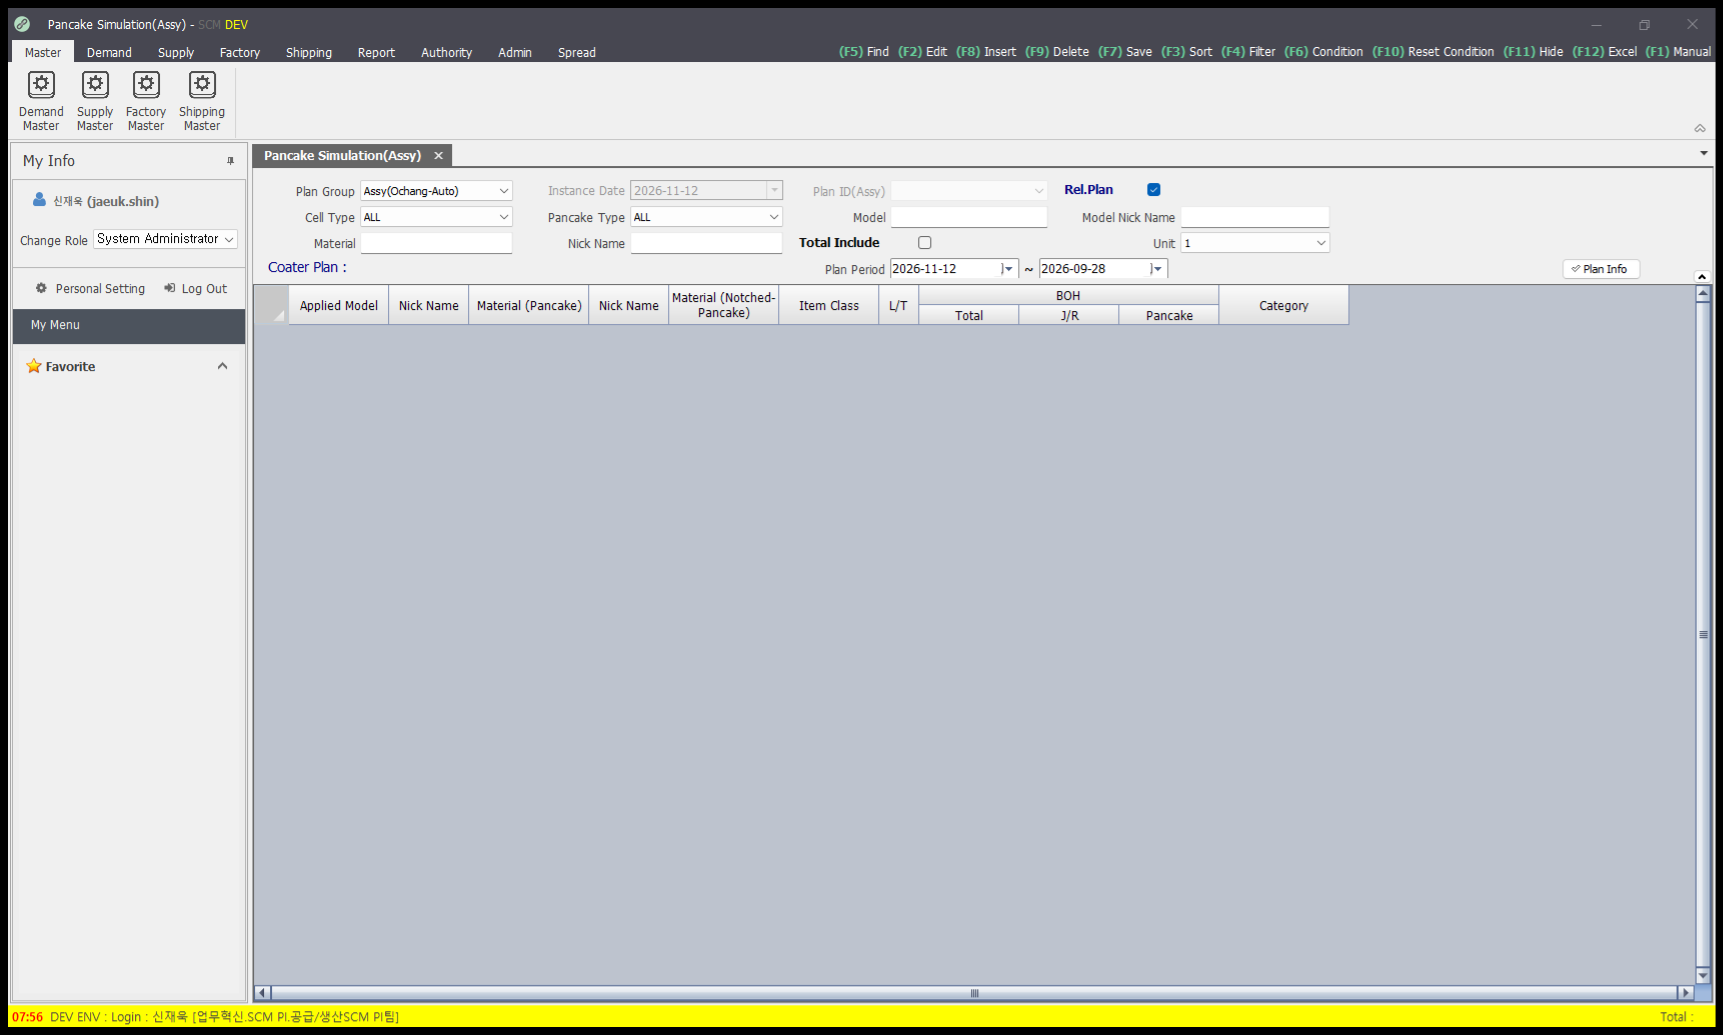 Pancake Simulation(Assy) - SCM DEV
Master Demand Supply Factory Shipping Report Authority Admin Spread (F5) Find (F2) Edit (F8) Insert (F9) Delete (F7) Save (F3) Sort (F4) Filter (F6) Condition (F10) Reset Condition (F11) Hide (F12) Excel (F1) Manual
Demand Master
Supply Master
Factory Master
Shipping Master
My Info
신재욱 (jaeuk.shin)
Change Role System Administrator
Personal Setting Log Out
My Menu
Favorite
Pancake Simulation(Assy)
Plan Group Assy(Ochang-Auto) Instance Date 2026-11-12 Plan ID(Assy) Rel.Plan
Cell Type ALL Pancake Type ALL Model Model Nick Name
Material Nick Name Total Include Unit 1
Coater Plan : Plan Period 2026-11-12 ~ 2026-09-28 Plan Info
Applied Model Nick Name Material (Pancake) Nick Name Material (Notched-Pancake) Item Class L/T BOH Category
Total J/R Pancake
07:56 DEV ENV : Login : 신재욱 [업무혁신.SCM PI.공급/생산SCM PI팀] Total :